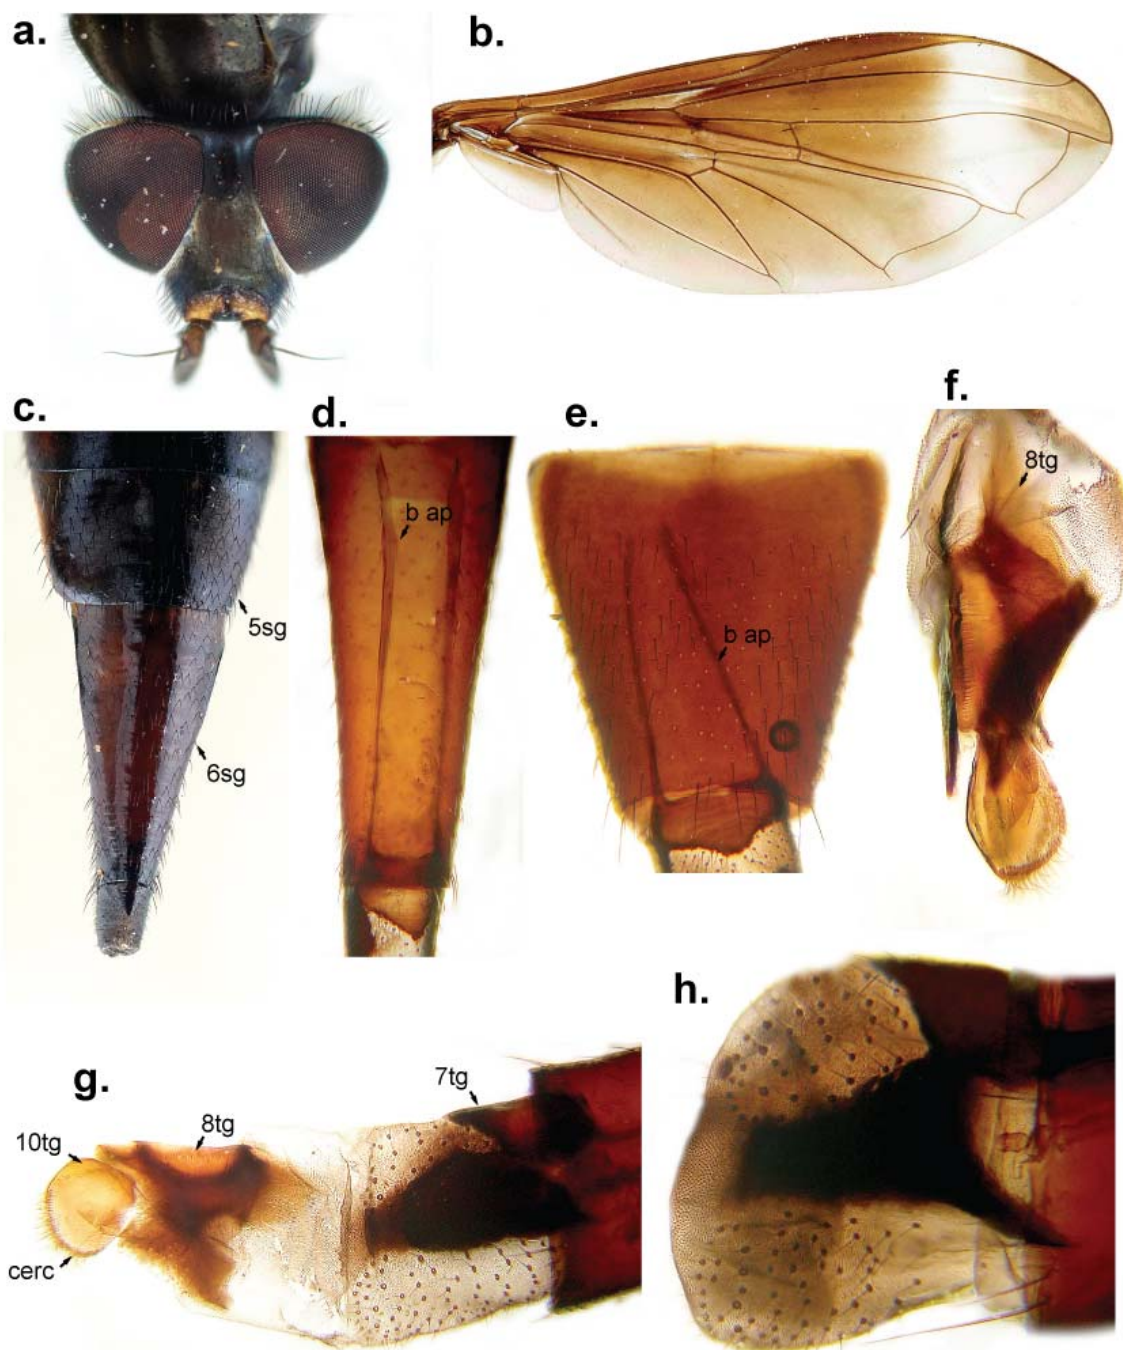 a.
b.
c.
d.
e.
f.
8tg
b ap
b ap
5sg
6sg
g.
h.
7tg
8tg
10tg
cerc